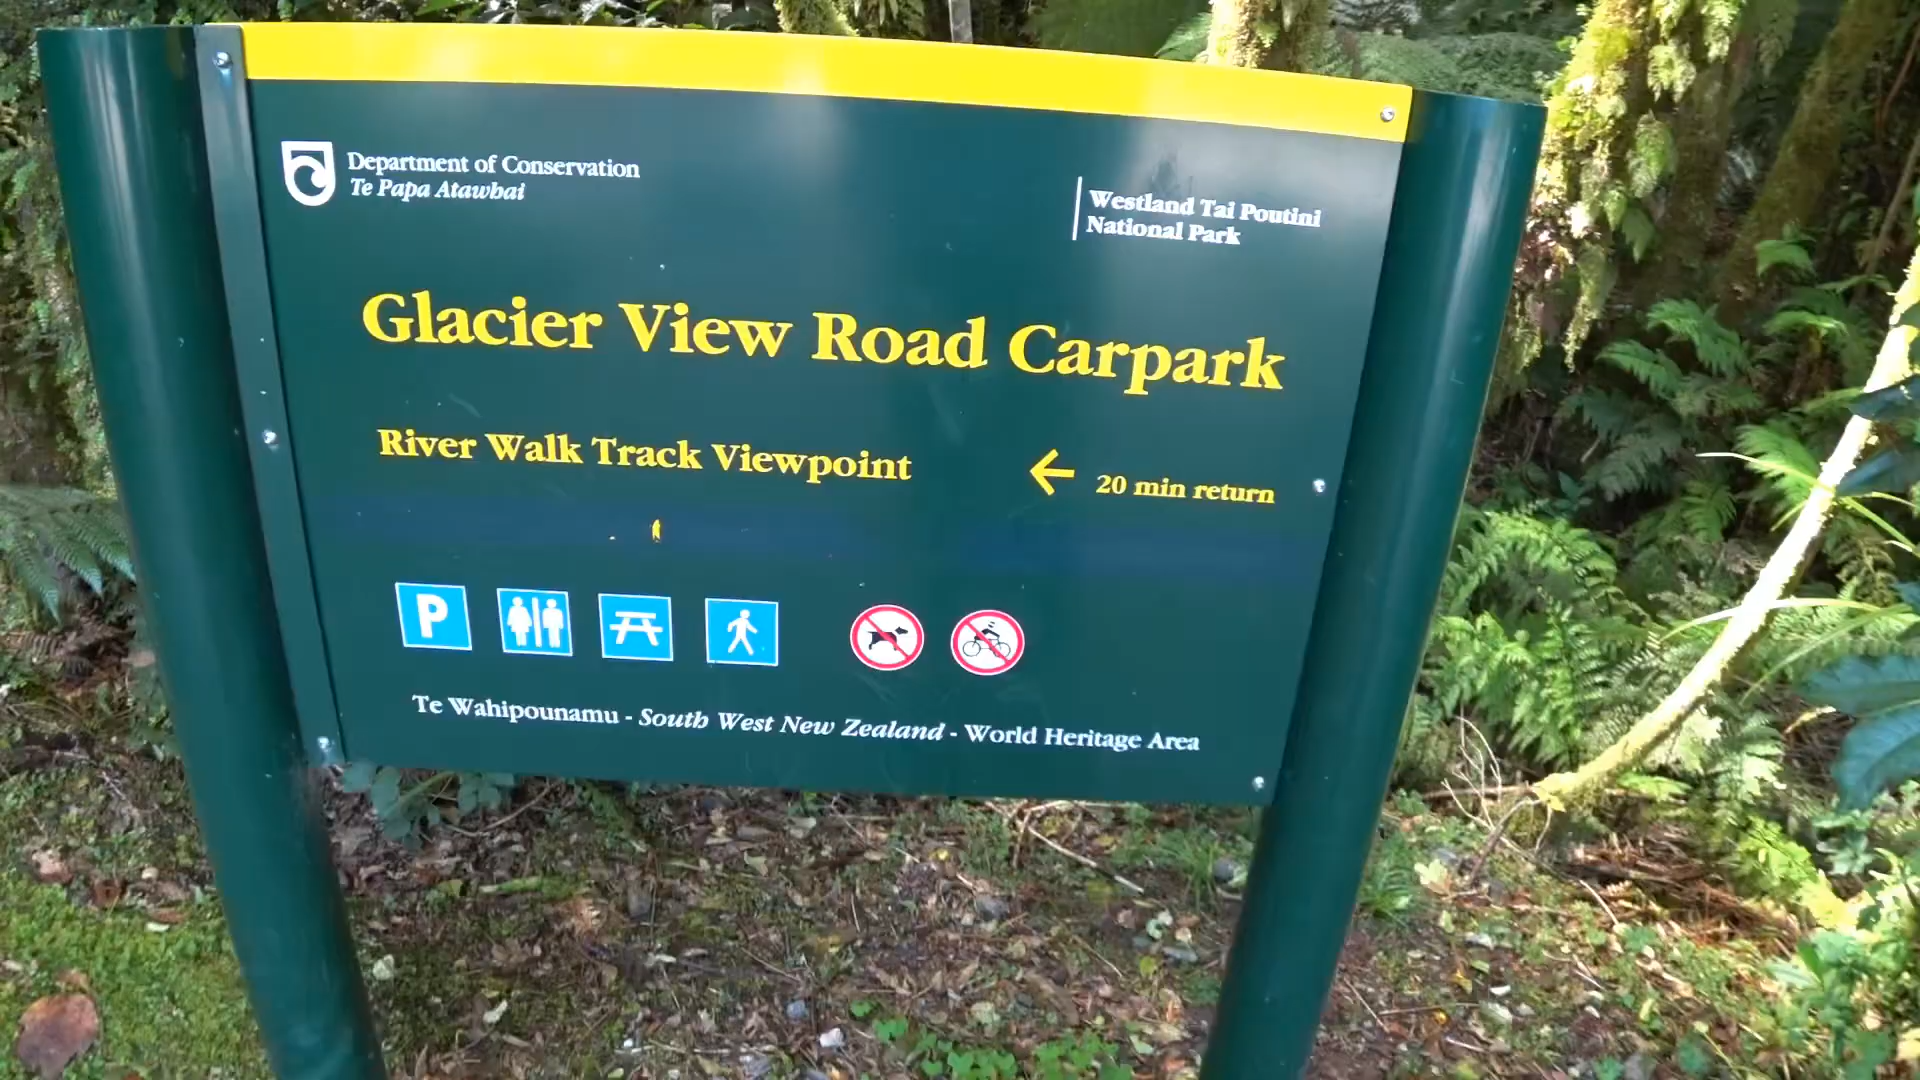 Department of Conservation
Te Papa Atawhai
Westland Tai Poutini
National Park
Glacier View Road Carpark
River Walk Track Viewpoint
← 20 min return
P
Te Wahipounamu - South West New Zealand - World Heritage Area